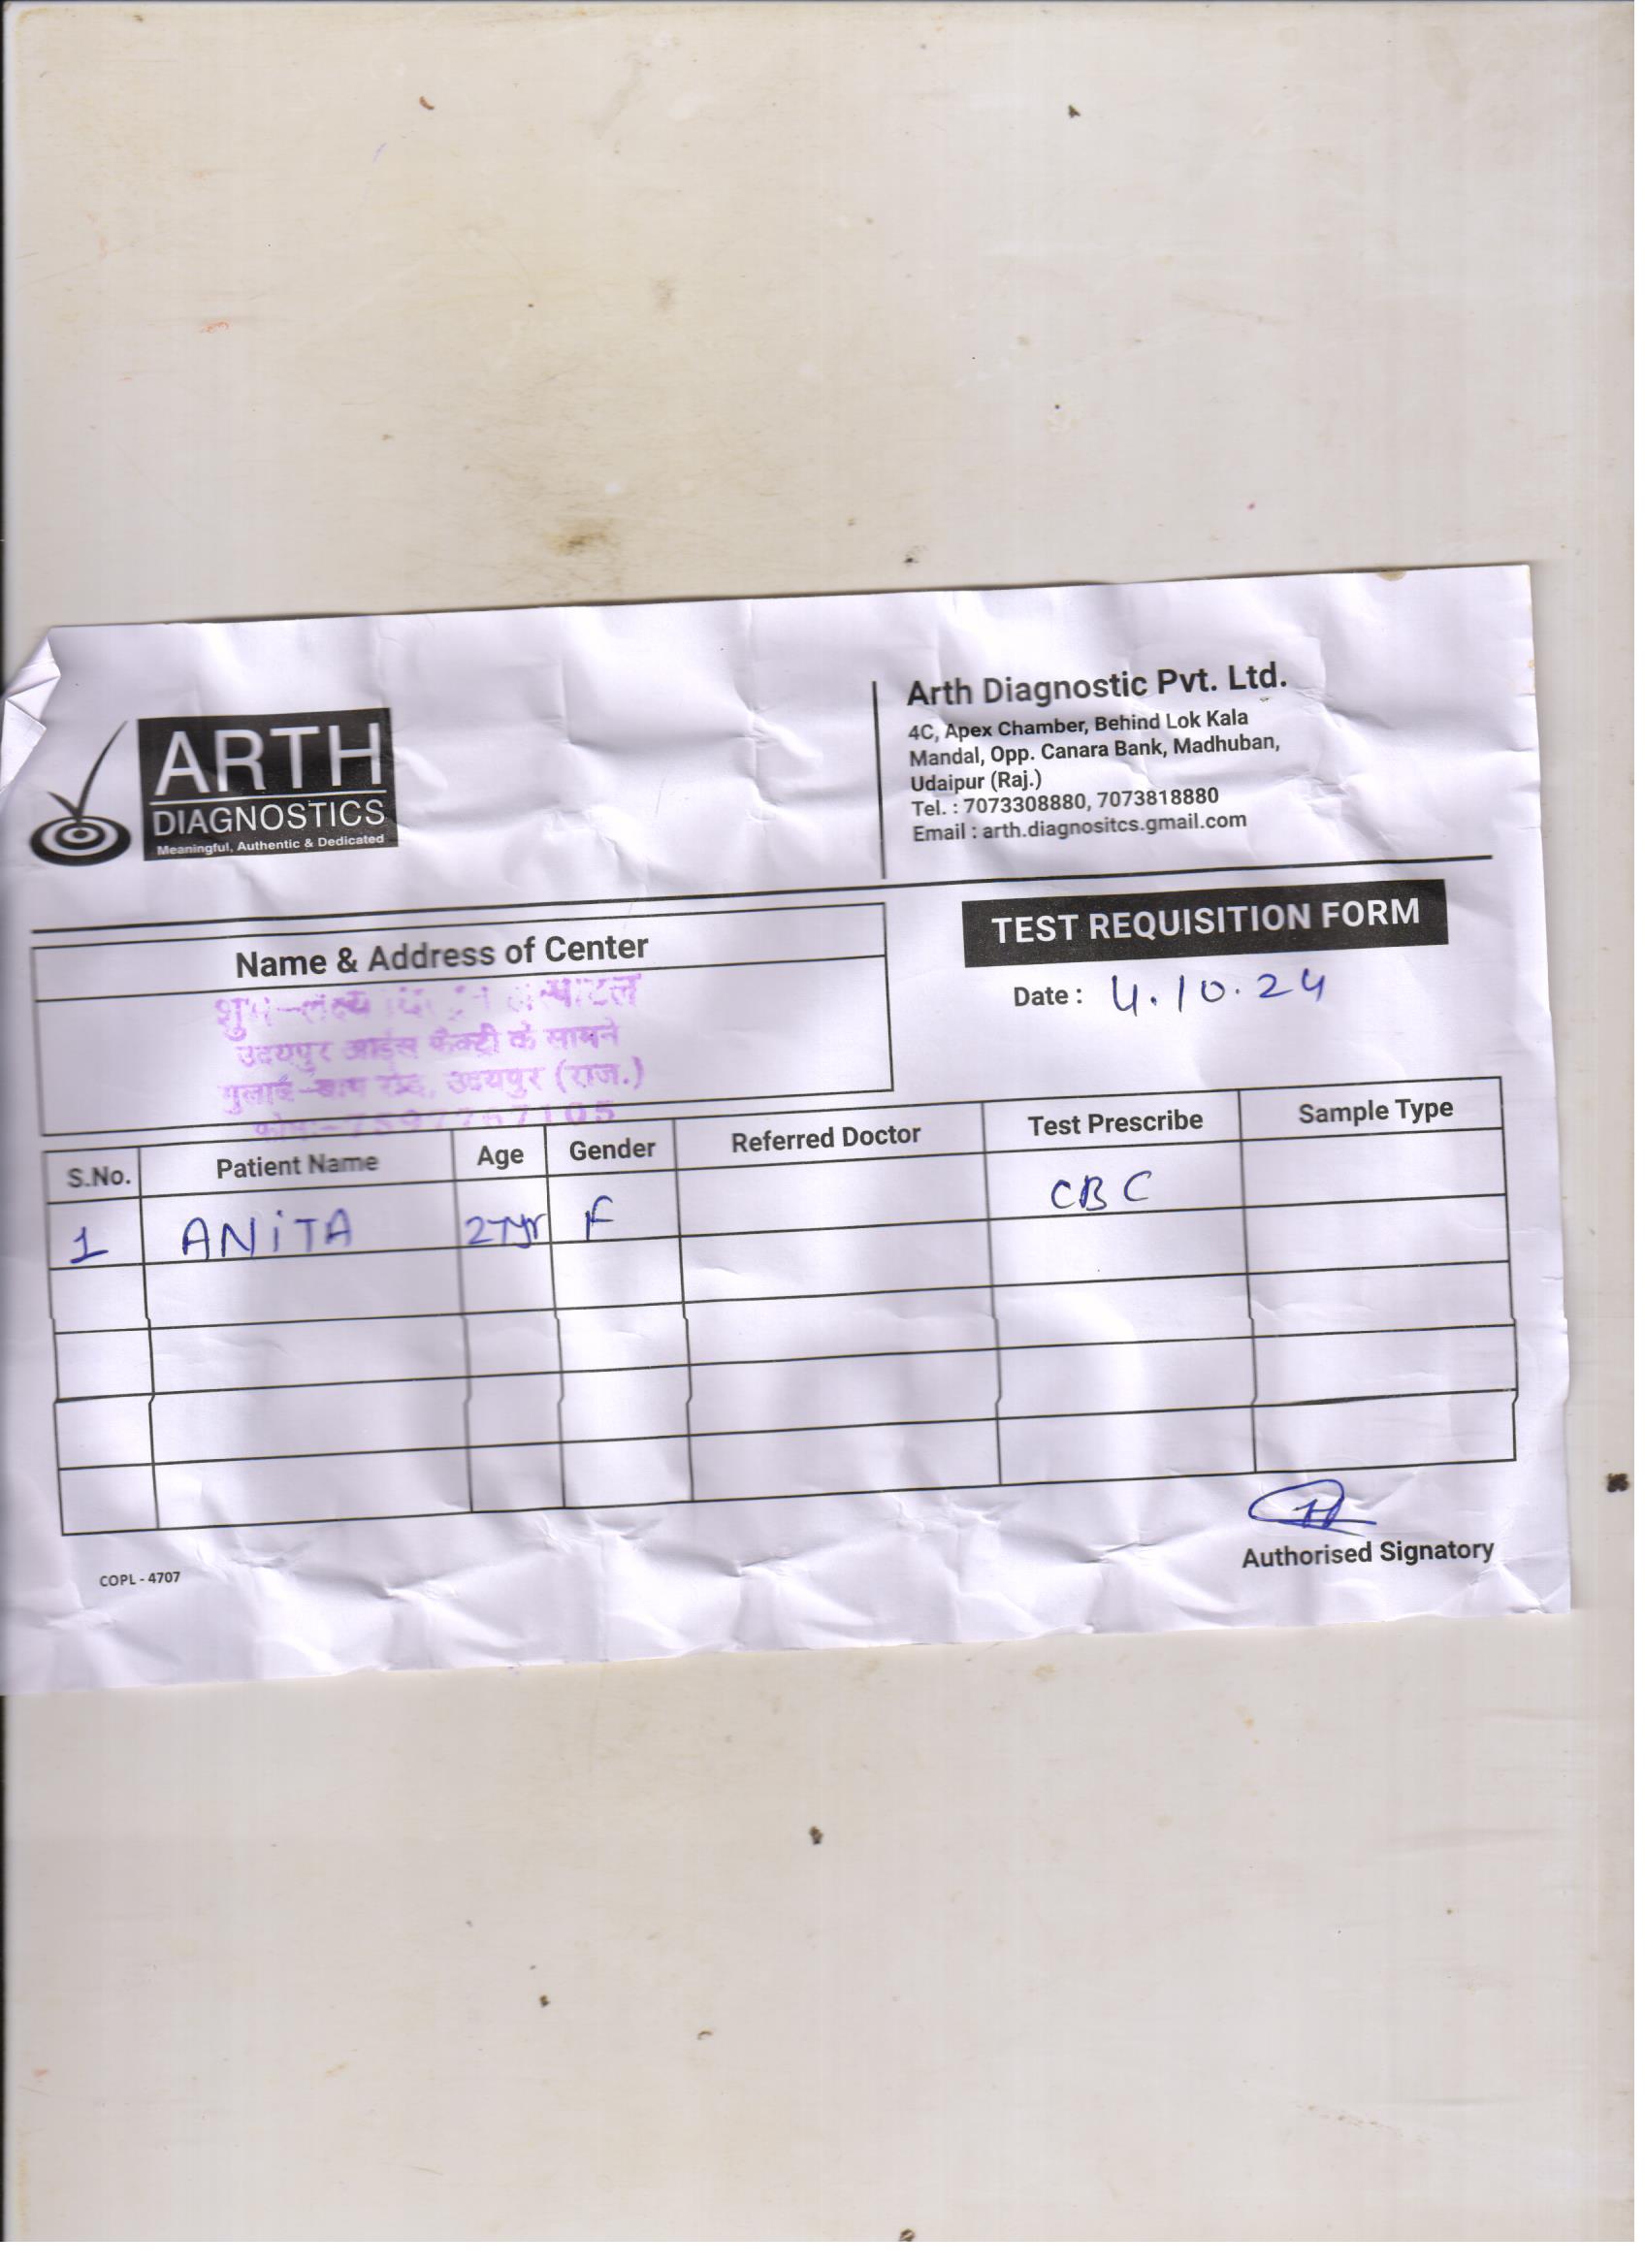 ARTH
DIAGNOSTICS
Meaningful, Authentic & Dedicated
Arth Diagnostic Pvt. Ltd.
4C, Apex Chamber, Behind Lok Kala
Mandal, Opp. Canara Bank, Madhuban,
Udaipur (Raj.)
Tel. : 7073308880, 7073818880
Email : arth.diagnositcs.gmail.com
TEST REQUISITION FORM
Date : 4.10.24
Name & Address of Center
शुभ-लक्ष्य
उदयपुर आईस फैक्ट्री के सामने
गुलाब बाग रोड, उदयपुर (राज.)
S.No. Patient Name Age Gender Referred Doctor Test Prescribe Sample Type
1 ANiTA 27yr F CBC
Authorised Signatory
COPL - 4707